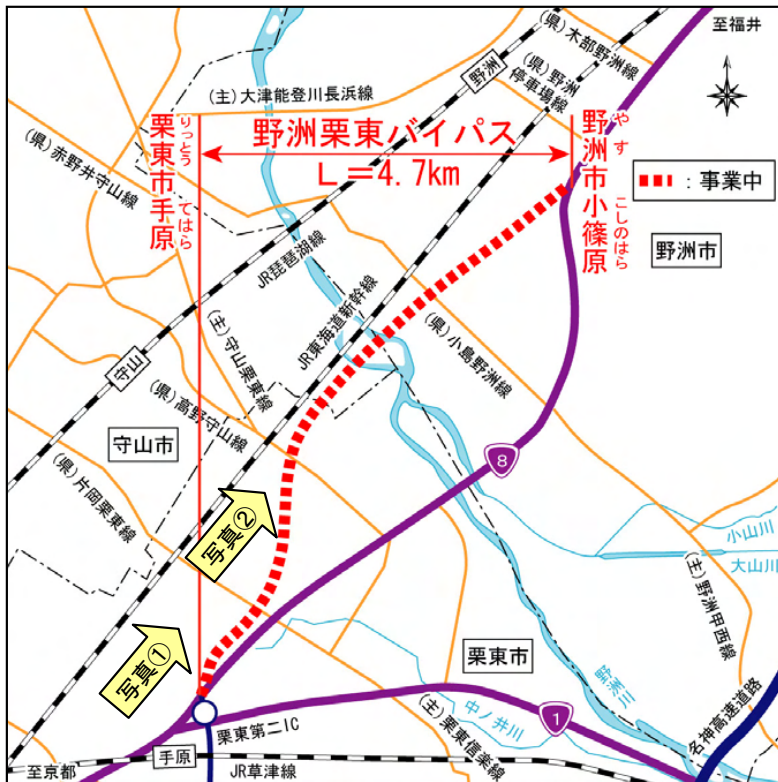 至福井
(県)木部野洲線
(県)野洲停車場線
野洲
(主)大津能登川長浜線
(県)赤野井守山線
りっとう てはら
栗東市手原
野洲栗東バイパス
L=4.7km
やす こしのはら
野洲市小篠原
:事業中
野洲市
JR琵琶湖線
JR東海道新幹線
(県)小島野洲線
(主)守山栗東線
守山
(県)高野守山線
守山市
(県)片岡栗東線
8
写真②
小山川
大山川
(主)野洲甲西線
写真①
栗東市
野洲川
中ノ井川
1
名神高速道路
栗東第二IC
(主)栗東信楽線
至京都
手原
JR草津線